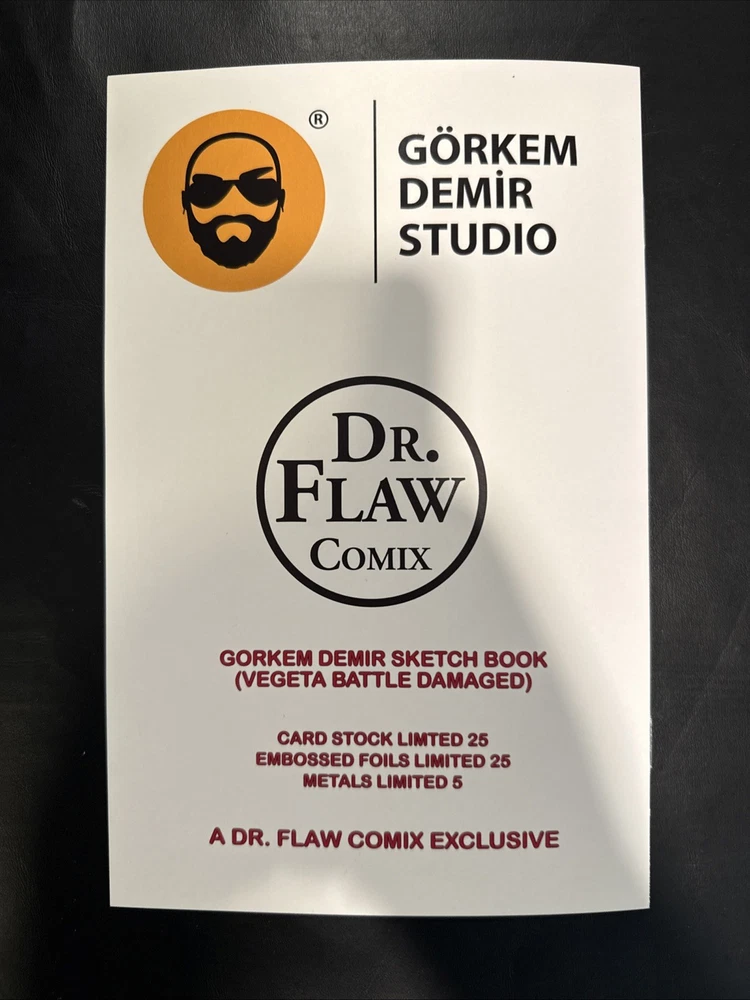 ®
GÖRKEM
DEMİR
STUDIO
DR.
FLAW
COMIX
GORKEM DEMIR SKETCH BOOK
(VEGETA BATTLE DAMAGED)
CARD STOCK LIMTED 25
EMBOSSED FOILS LIMITED 25
METALS LIMITED 5
A DR. FLAW COMIX EXCLUSIVE